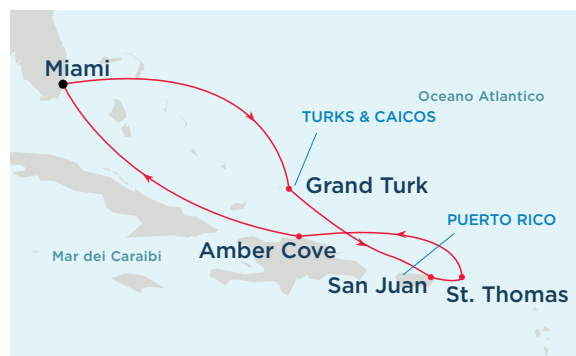 Miami
Oceano Atlantico
TURKS & CAICOS
Grand Turk
PUERTO RICO
Amber Cove
Mar dei Caraibi
San Juan
St. Thomas